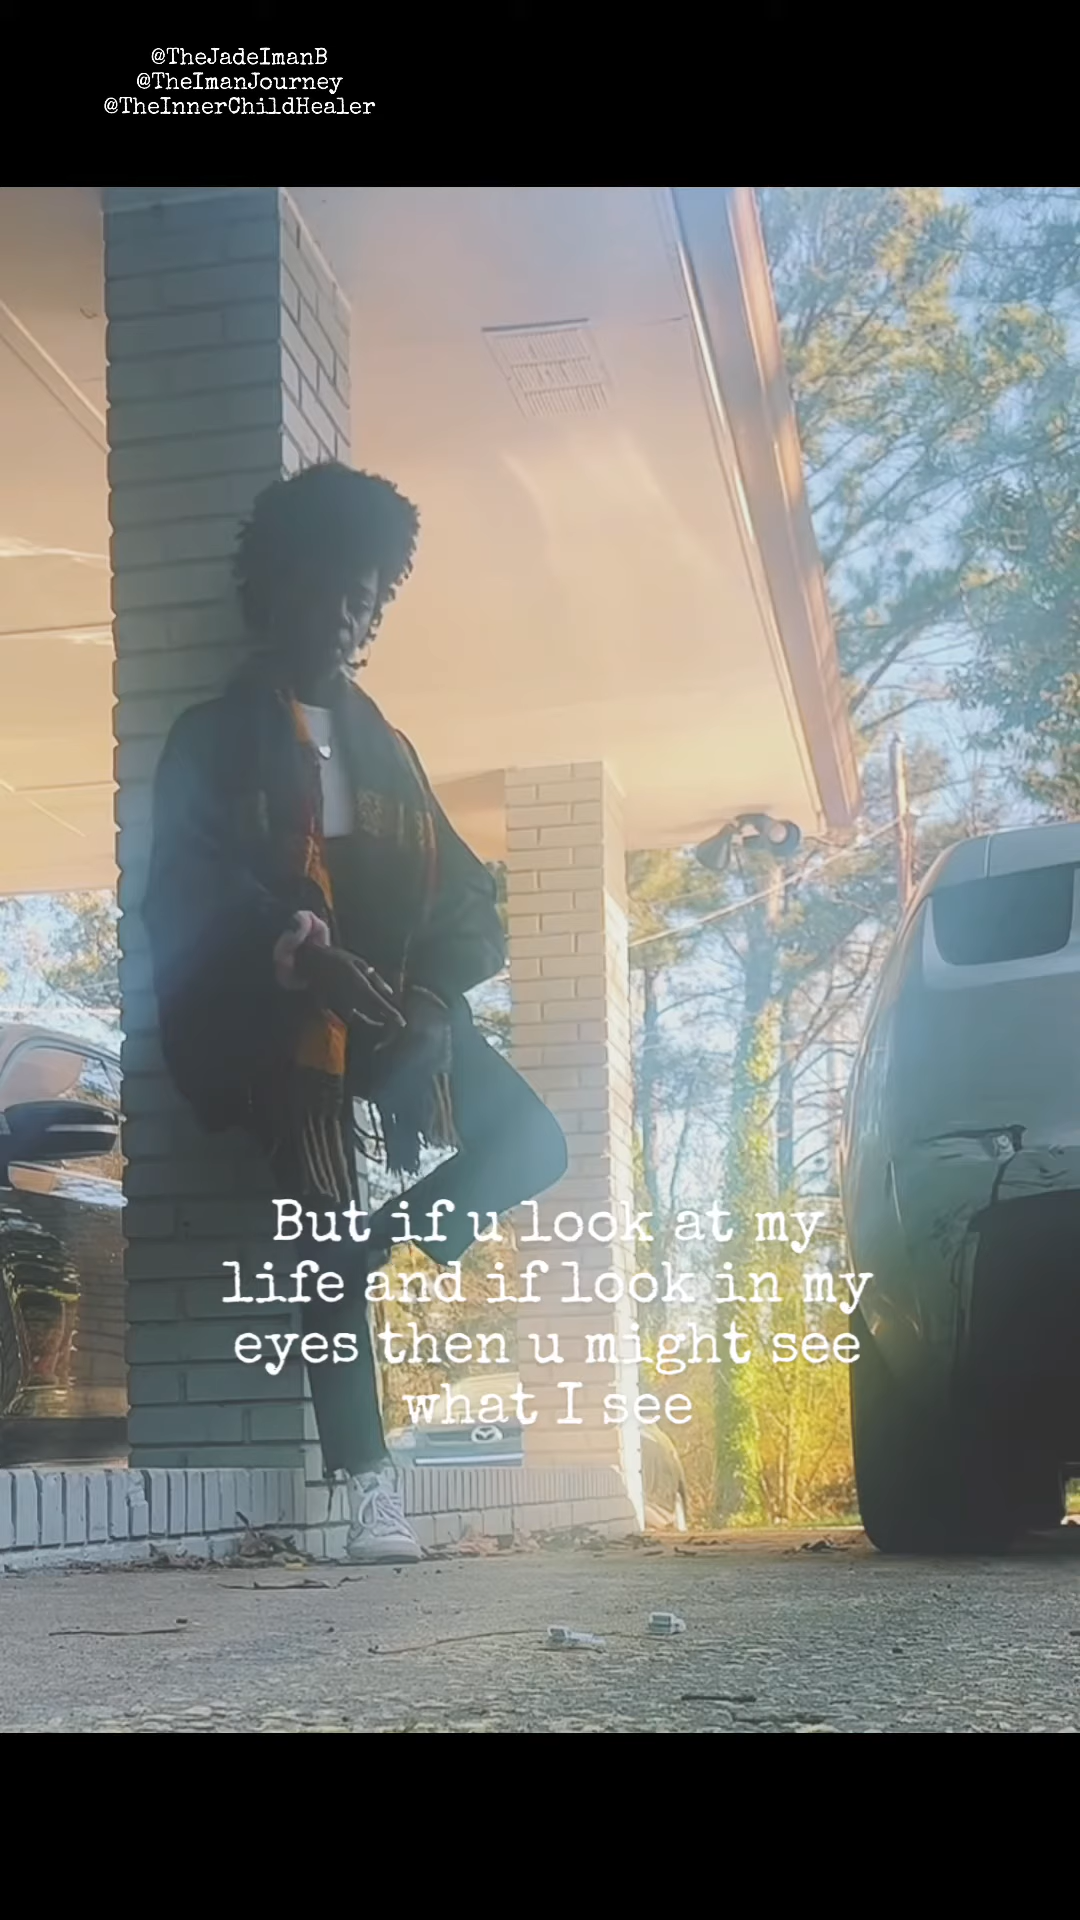 @TheJadeImanB
@TheImanJourney
@TheInnerChildHealer
But if u look at my
life and if look in my
eyes then u might see
what I see